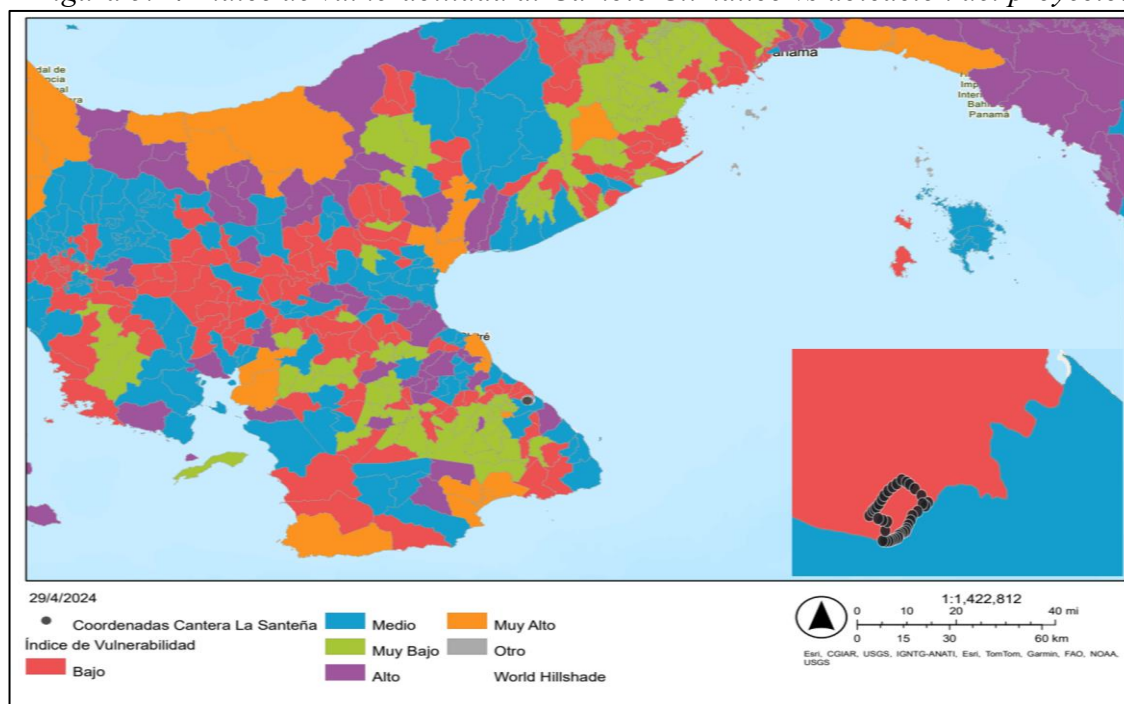 29/4/2024
Coordenadas Cantera La Santeña
Índice de Vulnerabilidad
Bajo
Medio
Muy Bajo
Alto
Muy Alto
Otro
World Hillshade
1:1,422,812
0 10 20 40 mi
0 15 30 60 km
Esri, CGIAR, USGS, IGNTG-ANATI, Esri, TomTom, Garmin, FAO, NOAA,
USGS
Bahía
Panamá